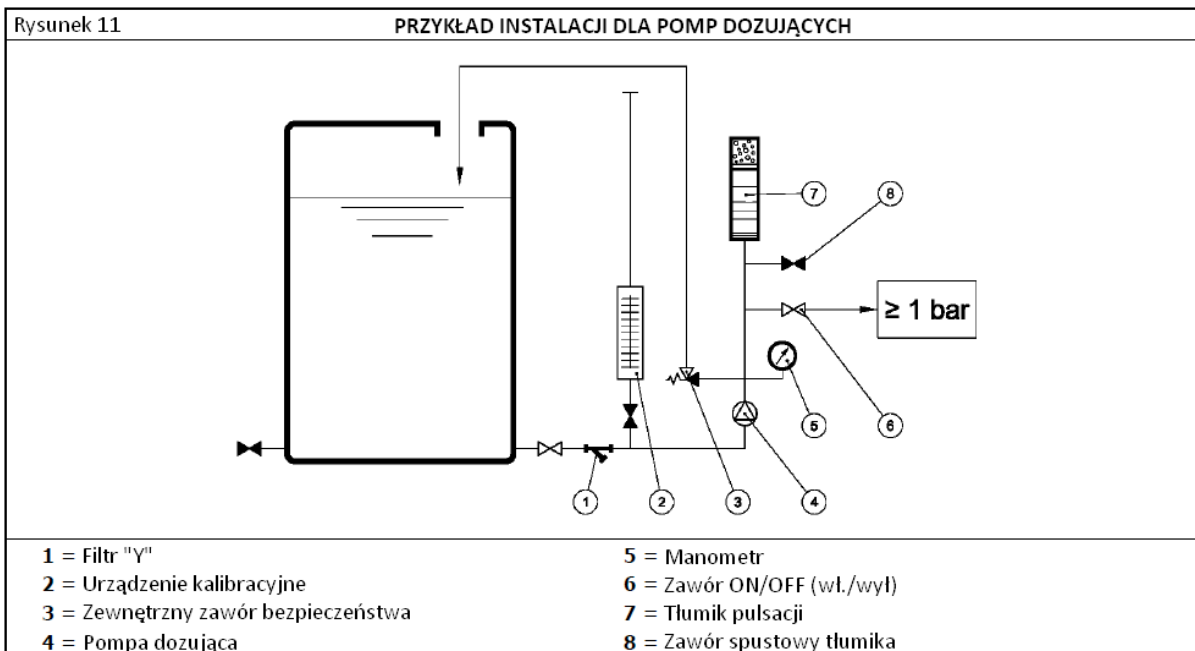 Rysunek 11 PRZYKŁAD INSTALACJI DLA POMP DOZUJĄCYCH
7
8
≥ 1 bar
5
6
1
2
3
4
1 = Filtr "Y"
2 = Urządzenie kalibracyjne
3 = Zewnętrzny zawór bezpieczeństwa
4 = Pompa dozująca
5 = Manometr
6 = Zawór ON/OFF (wł./wył)
7 = Tłumik pulsacji
8 = Zawór spustowy tłumika